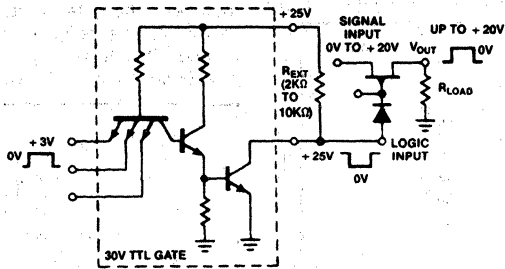 + 25V
SIGNAL
INPUT
0V TO + 20V
UP TO + 20V
VOUT
0V
REXT
(2KΩ
TO
10KΩ)
RLOAD
+ 3V
0V
+ 25V
0V
LOGIC
INPUT
30V TTL GATE